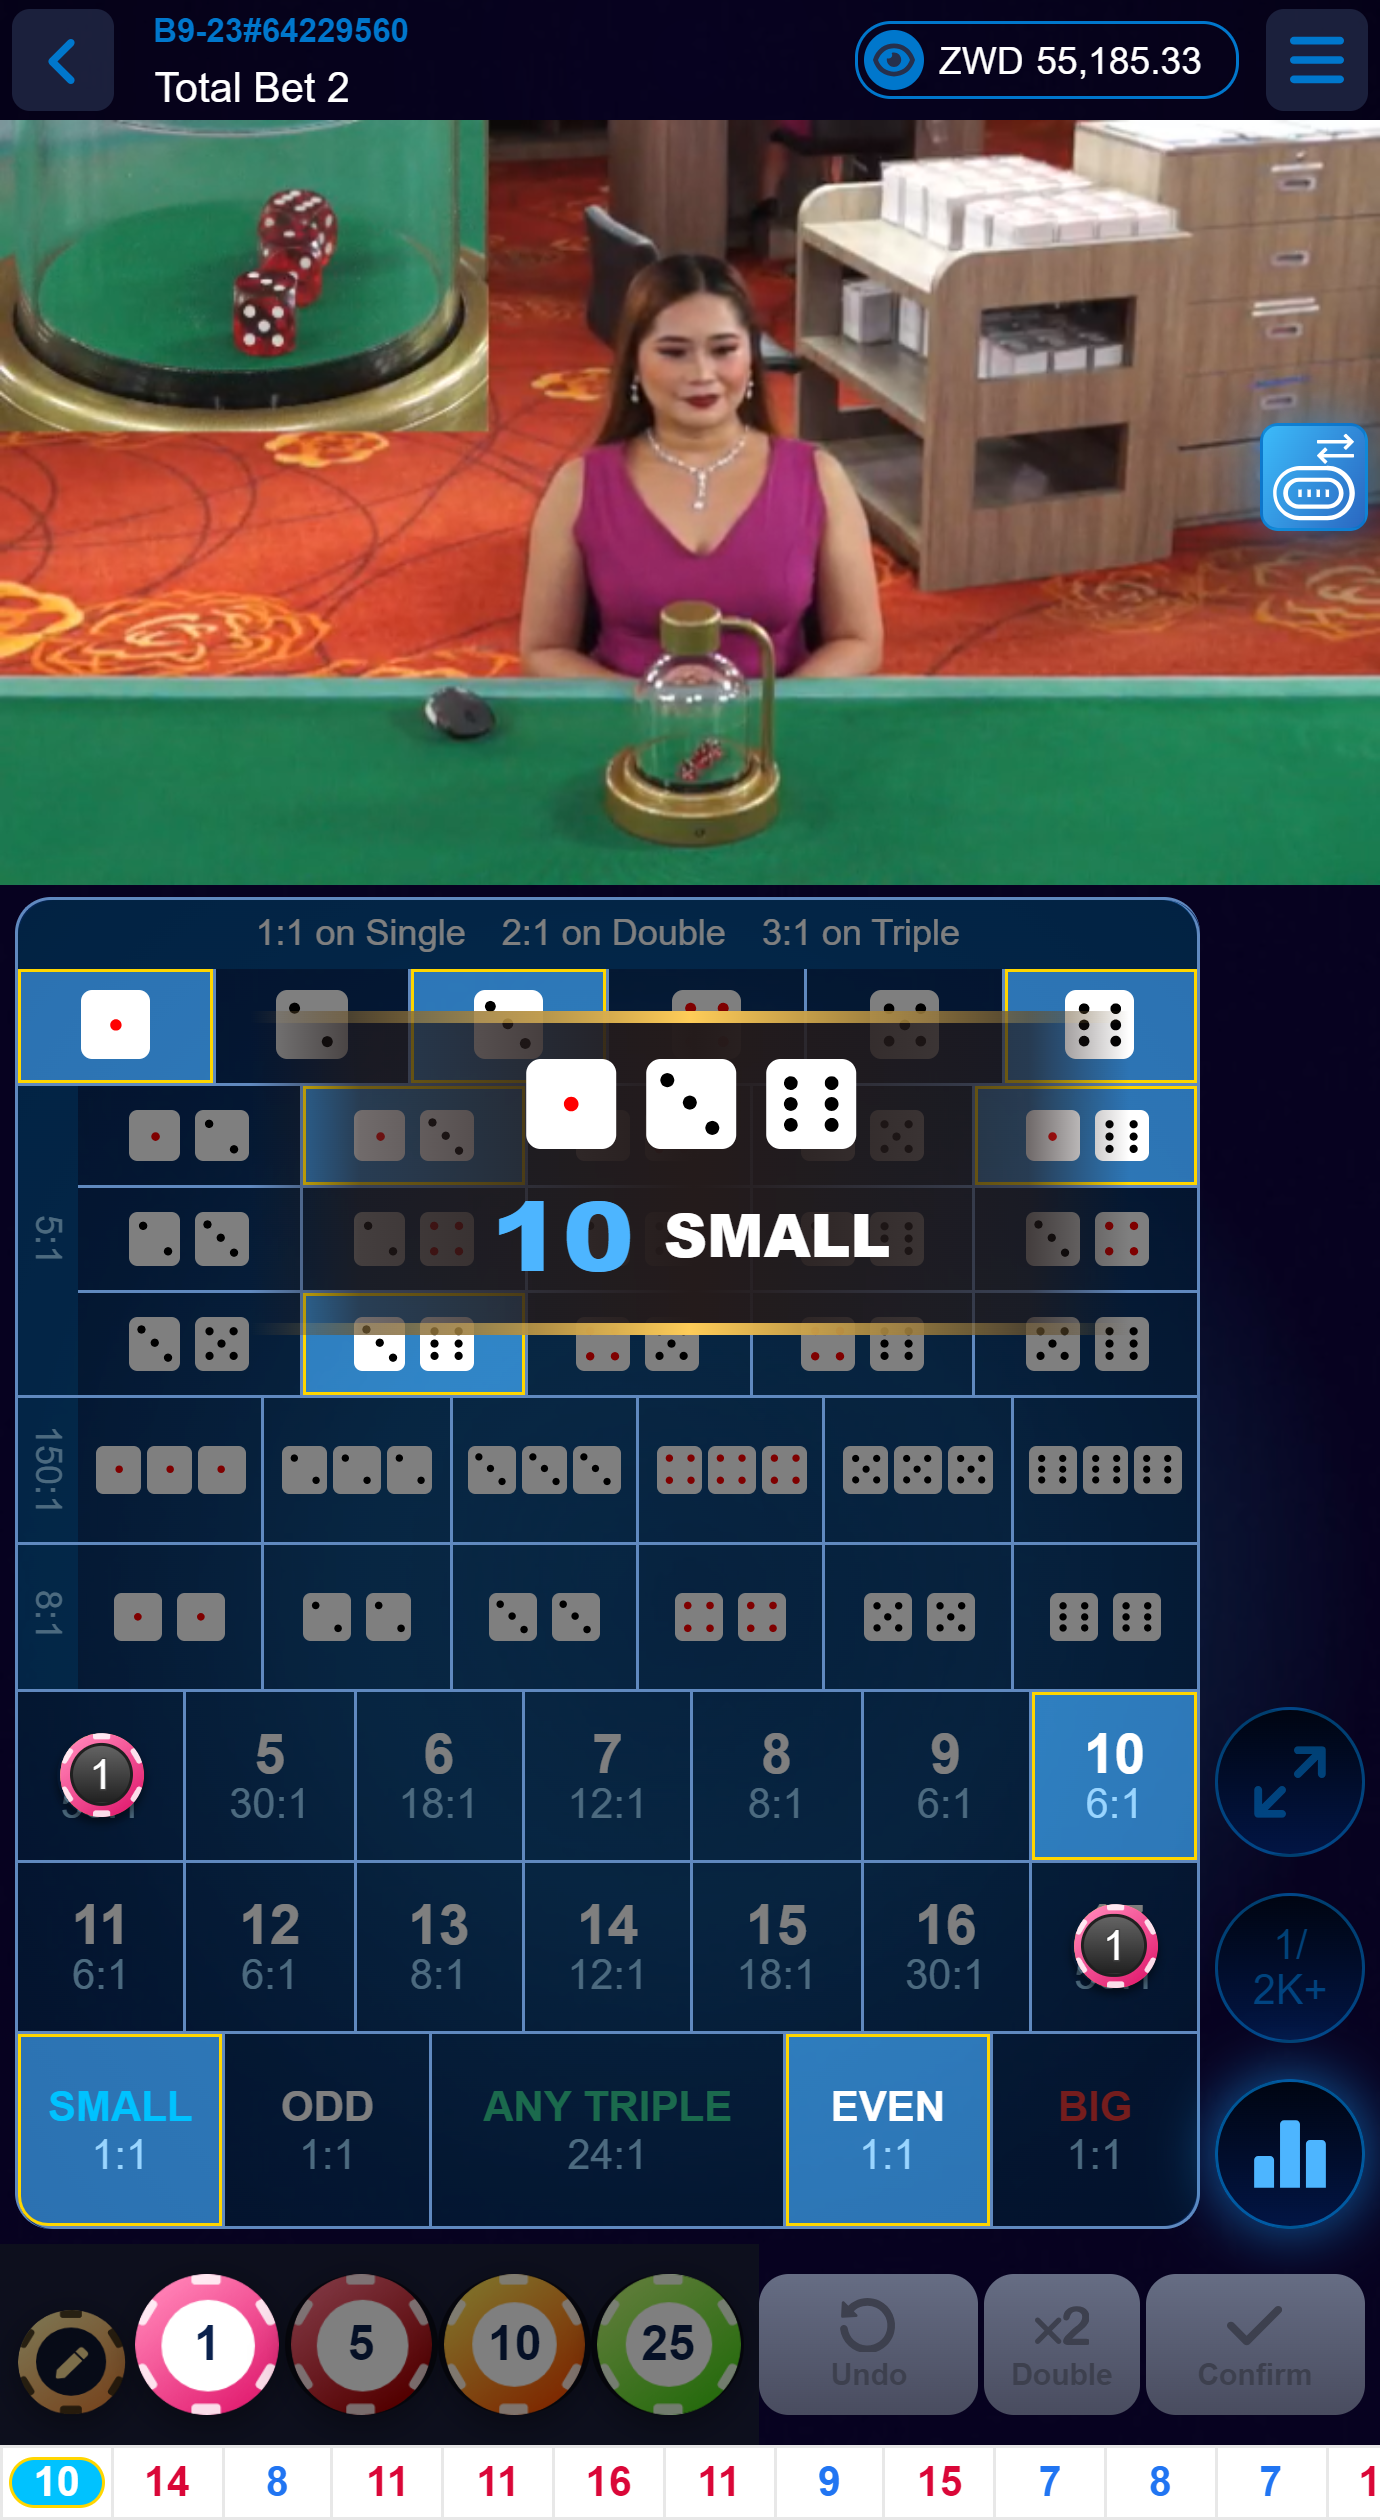 B9-23#64229560
Total Bet 2
ZWD 55,185.33
1:1 on Single 2:1 on Double 3:1 on Triple
10 SMALL
5:1
150:1
8:1
1
5 6 7 8 9 10
30:1 18:1 12:1 8:1 6:1 6:1
11 12 13 14 15 16
1
6:1 6:1 8:1 12:1 18:1 30:1
SMALL ODD ANY TRIPLE EVEN BIG
1:1 1:1 24:1 1:1 1:1
1/
2K+
1 5 10 25
x2
Undo Double Confirm
10 14 8 11 11 16 11 9 15 7 8 7